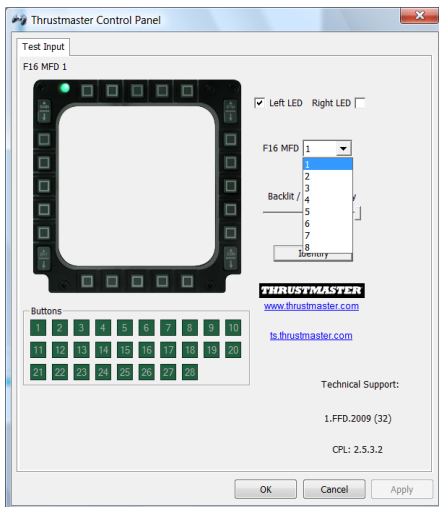 Thrustmaster Control Panel
Test Input
F16 MFD 1
Left LED Right LED
F16 MFD 1
1
2
3
4
5
6
7
8
Backlit /
Identify
THRUSTMASTER
www.thrustmaster.com
ts.thrustmaster.com
Buttons
1 2 3 4 5 6 7 8 9 10
11 12 13 14 15 16 17 18 19 20
21 22 23 24 25 26 27 28
Technical Support:
1.FFD.2009 (32)
CPL: 2.5.3.2
OK Cancel Apply